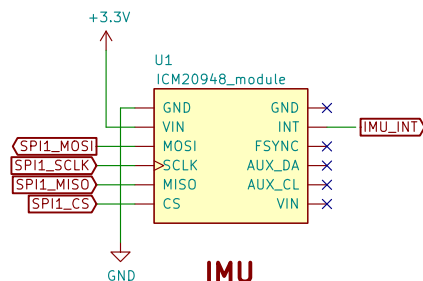 +3.3V
U1
ICM20948_module
GND GND
VIN INT IMU_INT
SPI1_MOSI MOSI FSYNC
SPI1_SCLK SCLK AUX_DA
SPI1_MISO MISO AUX_CL
SPI1_CS CS VIN
GND
IMU